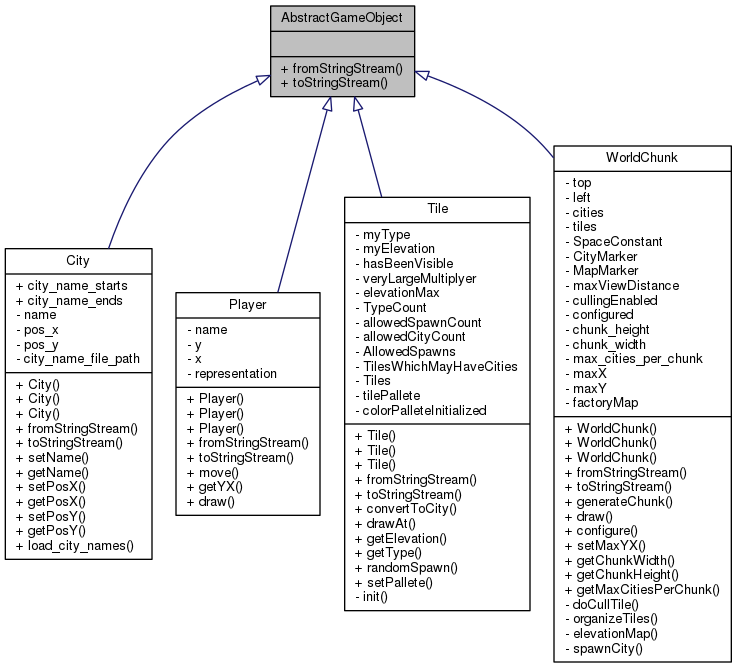 AbstractGameObject
+ fromStringStream()
+ toStringStream()
City
+ city_name_starts
+ city_name_ends
- name
- pos_x
- pos_y
- city_name_file_path
+ City()
+ City()
+ City()
+ fromStringStream()
+ toStringStream()
+ setName()
+ getName()
+ setPosX()
+ getPosX()
+ setPosY()
+ getPosY()
+ load_city_names()
Player
- name
- y
- x
- representation
+ Player()
+ Player()
+ Player()
+ fromStringStream()
+ toStringStream()
+ move()
+ getYX()
+ draw()
Tile
- myType
- myElevation
- hasBeenVisible
- veryLargeMultiplyer
- elevationMax
- TypeCount
- allowedSpawnCount
- allowedCityCount
- AllowedSpawns
- TilesWhichMayHaveCities
- Tiles
- tilePallete
- colorPalleteInitialized
+ Tile()
+ Tile()
+ Tile()
+ fromStringStream()
+ toStringStream()
+ convertToCity()
+ drawAt()
+ getElevation()
+ getType()
+ randomSpawn()
+ setPallete()
- init()
WorldChunk
- top
- left
- cities
- tiles
- SpaceConstant
- CityMarker
- MapMarker
- maxViewDistance
- cullingEnabled
- configured
- chunk_height
- chunk_width
- max_cities_per_chunk
- maxX
- maxY
- factoryMap
+ WorldChunk()
+ WorldChunk()
+ WorldChunk()
+ fromStringStream()
+ toStringStream()
+ generateChunk()
+ draw()
+ configure()
+ setMaxYX()
+ getChunkWidth()
+ getChunkHeight()
+ getMaxCitiesPerChunk()
- doCullTile()
- organizeTiles()
- elevationMap()
- spawnCity()